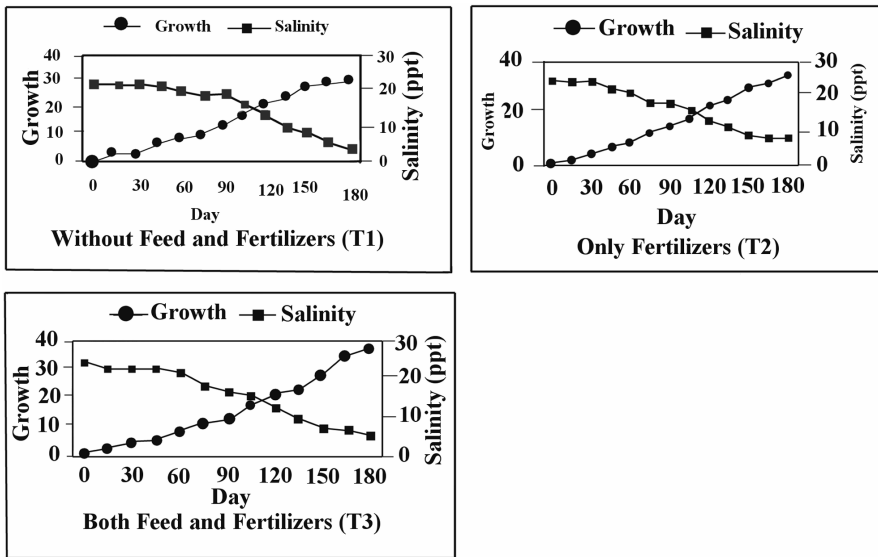 Growth Salinity
40
30
20
10
0
Growth
30
20
10
0
Salinity (ppt)
0 30 60 90 120 150 180
Day
Without Feed and Fertilizers (T1)
Growth Salinity
40
20
0
Growth
30
20
10
0
Salinity (ppt)
0 30 60 90 120 150 180
Day
Only Fertilizers (T2)
Growth Salinity
40
30
20
10
0
Growth
30
20
10
0
Salinity (ppt)
0 30 60 90 120 150 180
Day
Both Feed and Fertilizers (T3)